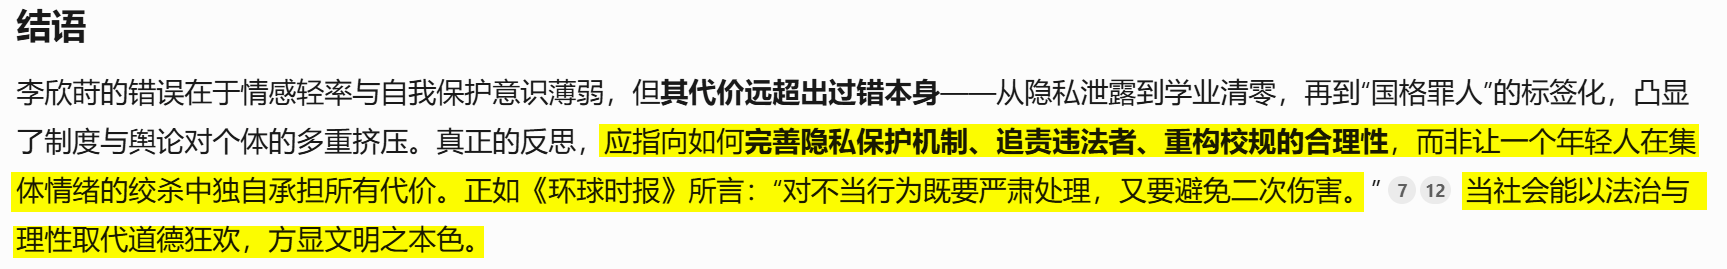 结语
李欣莳的错误在于情感轻率与自我保护意识薄弱，但其代价远超出过错本身——从隐私泄露到学业清零，再到“国格罪人”的标签化，凸显
了制度与舆论对个体的多重挤压。真正的反思，应指向如何完善隐私保护机制、追责违法者、重构校规的合理性，而非让一个年轻人在集
体情绪的绞杀中独自承担所有代价。正如《环球时报》所言：“对不当行为既要严肃处理，又要避免二次伤害。” 7 12 当社会能以法治与
理性取代道德狂欢，方显文明之本色。